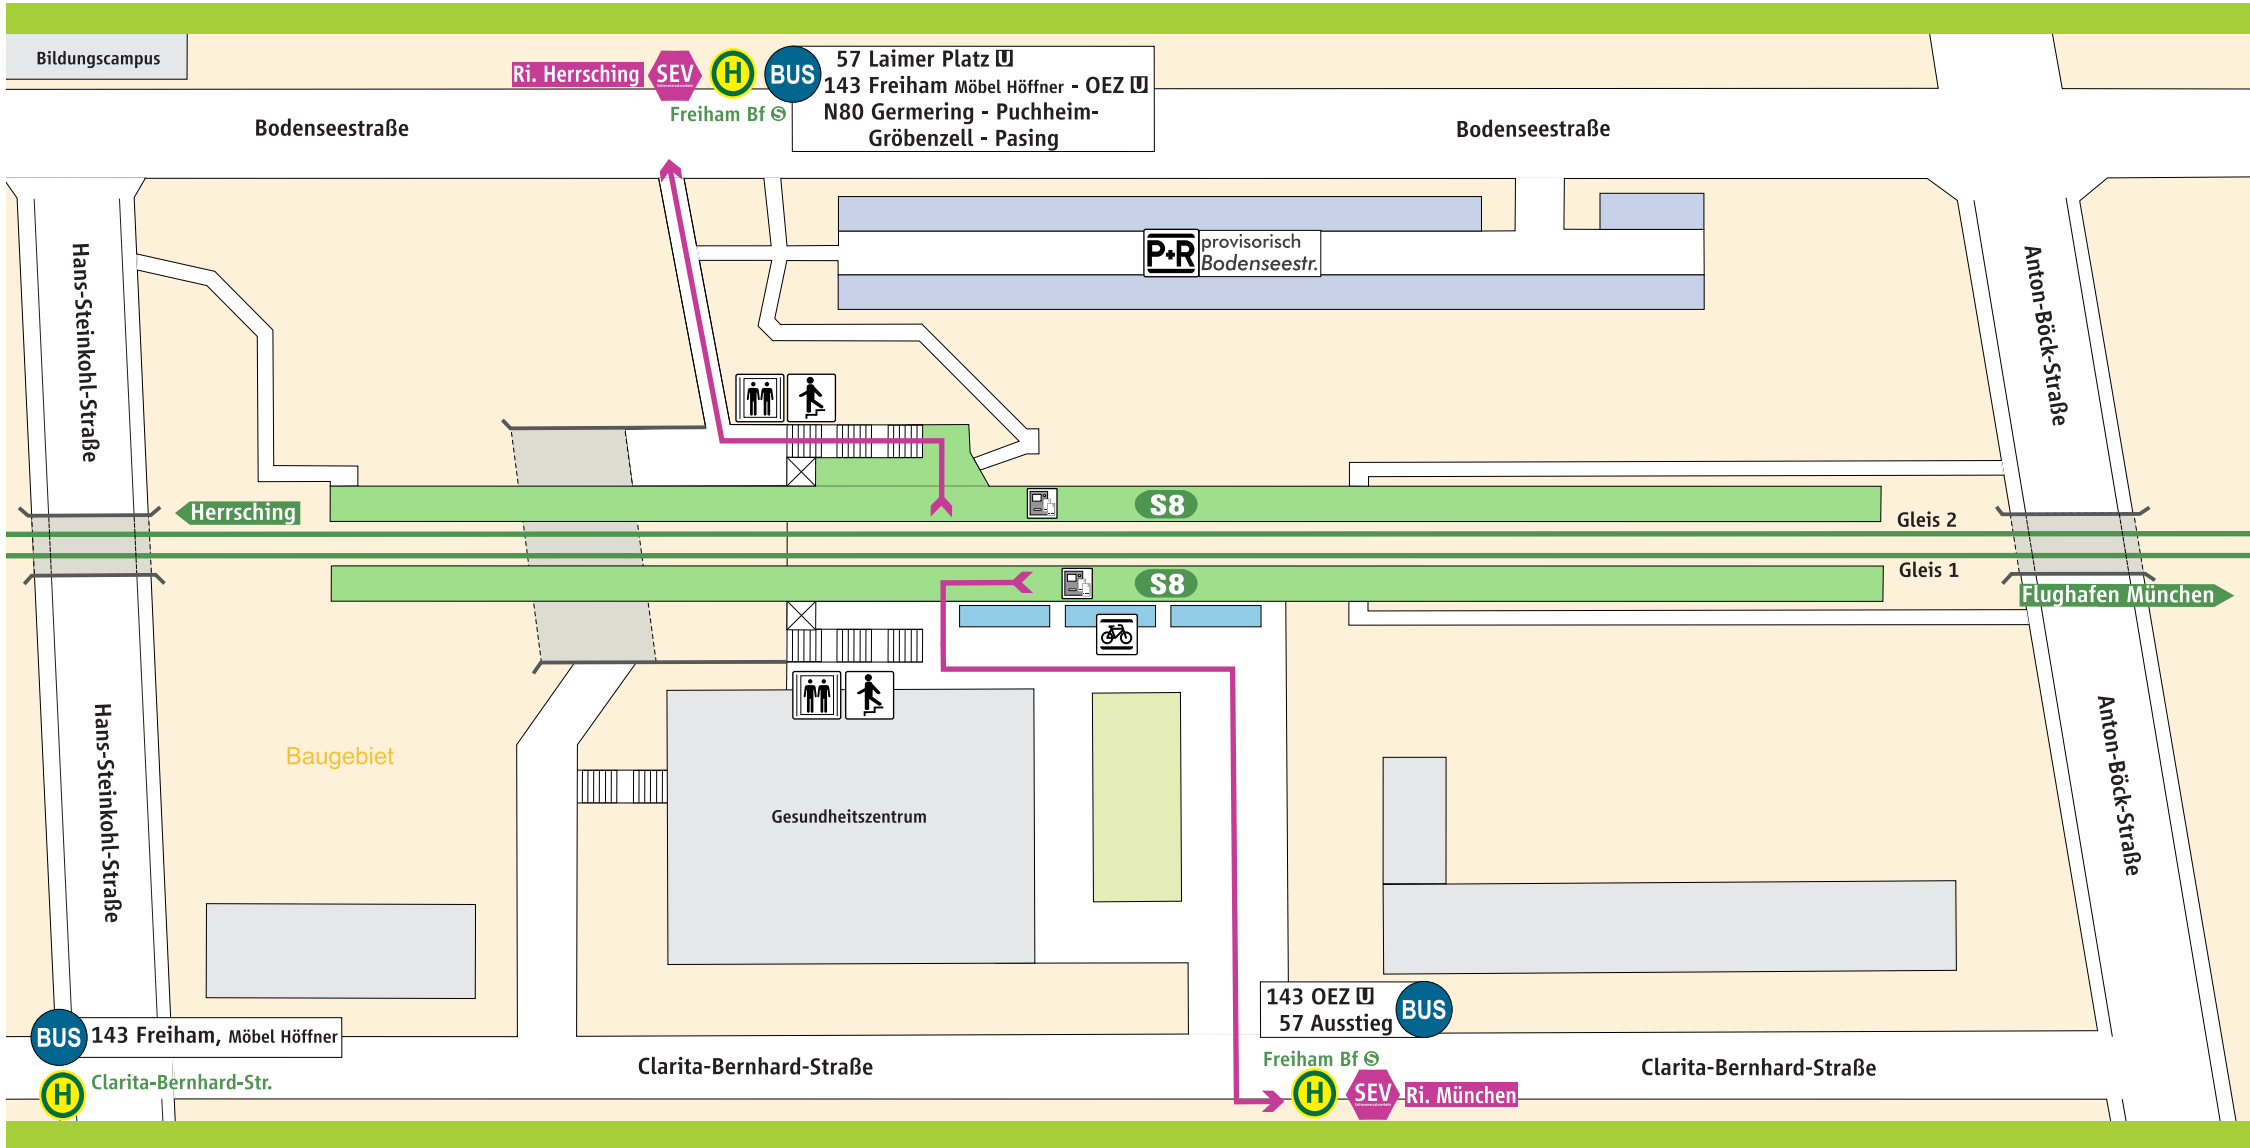 Bildungscampus
Ri. Herrsching
SEV
H
BUS
57 Laimer Platz U
143 Freiham Möbel Höffner - OEZ U
N80 Germering - Puchheim-
Gröbenzell - Pasing
Freiham Bf S
Bodenseestraße
Bodenseestraße
P+R
provisorisch
Bodenseestr.
Hans-Steinkohl-Straße
Anton-Böck-Straße
Herrsching
S8
Gleis 2
S8
Gleis 1
Flughafen München
Hans-Steinkohl-Straße
Anton-Böck-Straße
Baugebiet
Gesundheitszentrum
143 OEZ U
57 Ausstieg
BUS
BUS
143 Freiham, Möbel Höffner
Clarita-Bernhard-Straße
Freiham Bf S
Clarita-Bernhard-Straße
H
Clarita-Bernhard-Str.
H
SEV
Ri. München